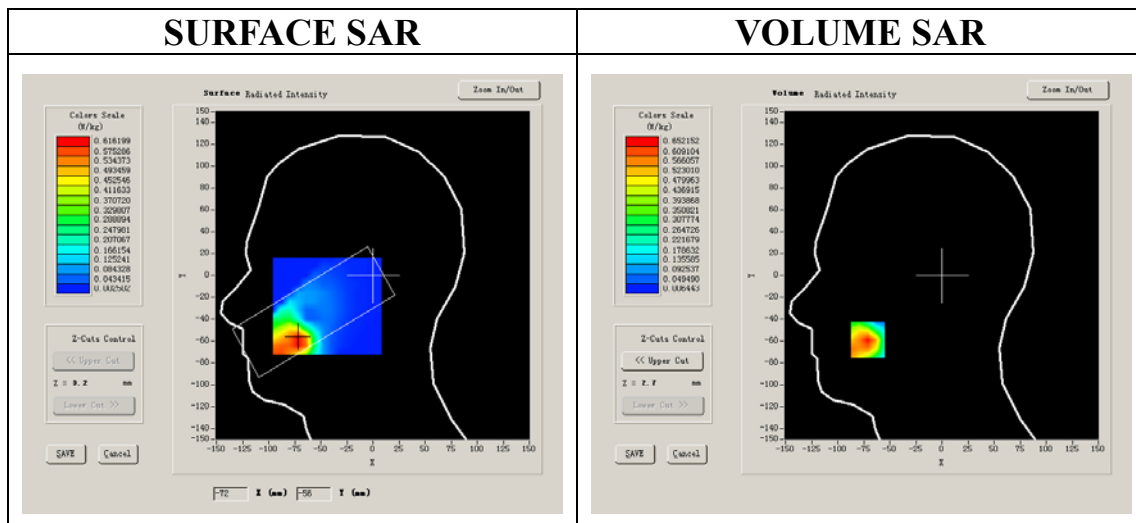 SURFACE SAR
VOLUME SAR
Surface Radiated Intensity
Zoom In/Out
Colors Scale
(W/kg)
0.616199
0.575286
0.534373
0.493459
0.452546
0.411633
0.370720
0.329807
0.288894
0.247981
0.207067
0.166154
0.125241
0.084328
0.043415
0.002502
150
140
120
100
80
60
40
20
0
-20
-40
-60
-80
-100
-120
-140
-150
Y
-150 -125 -100 -75 -50 -25 0 25 50 75 100 125 150
X
Z-Cuts Control
<< Upper Cut
Lower Cut >>
SAVE Cancel
-72 X (mm) -56 Y (mm)
Volume Radiated Intensity
Zoom In/Out
Colors Scale
(W/kg)
0.652152
0.609104
0.566057
0.523010
0.479963
0.436915
0.393868
0.350821
0.307774
0.264726
0.221679
0.178632
0.135585
0.092537
0.049490
0.006443
150
140
120
100
80
60
40
20
0
-20
-40
-60
-80
-100
-120
-140
-150
Y
-150 -125 -100 -75 -50 -25 0 25 50 75 100 125 150
X
Z-Cuts Control
<< Upper Cut
Lower Cut >>
SAVE Cancel